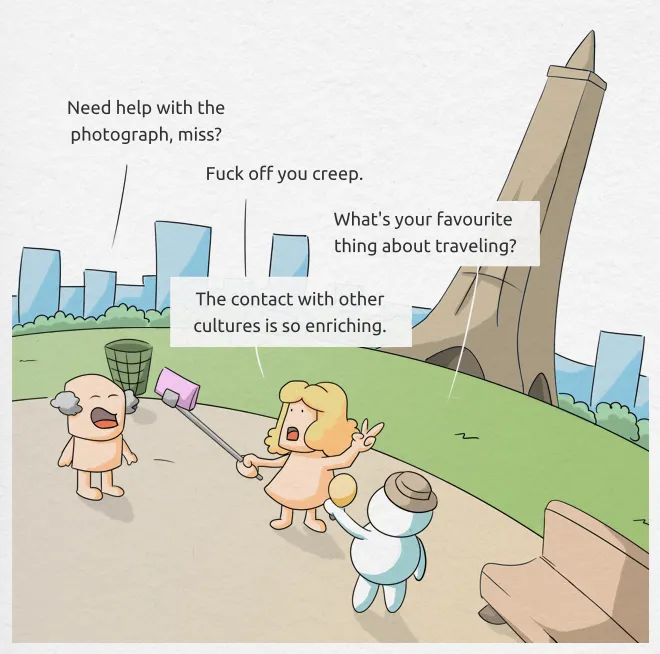 Need help with the
photograph, miss?
Fuck off you creep.
What's your favourite
thing about traveling?
The contact with other
cultures is so enriching.